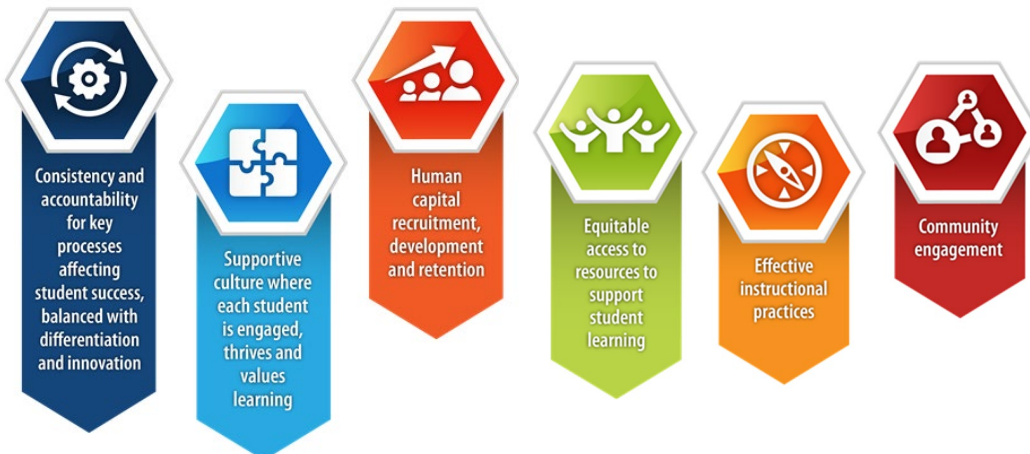 Consistency and
accountability
for key
processes
affecting
student success,
balanced with
differentiation
and innovation
Supportive
culture where
each student
is engaged,
thrives and
values
learning
Human
capital
recruitment,
development
and retention
Equitable
access to
resources to
support
student
learning
Effective
instructional
practices
Community
engagement